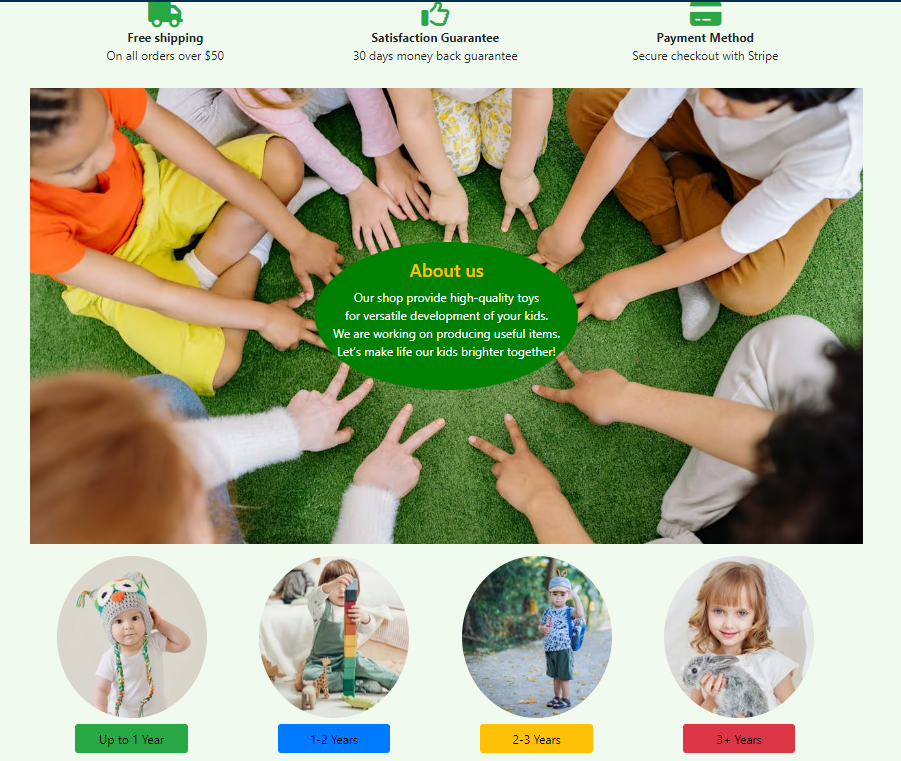 Free shipping
On all orders over $50
Satisfaction Guarantee
30 days money back guarantee
Payment Method
Secure checkout with Stripe
About us
Our shop provide high-quality toys
for versatile development of your kids.
We are working on producing useful items.
Let's make life our kids brighter together!
Up to 1 Year
1-2 Years
2-3 Years
3+ Years